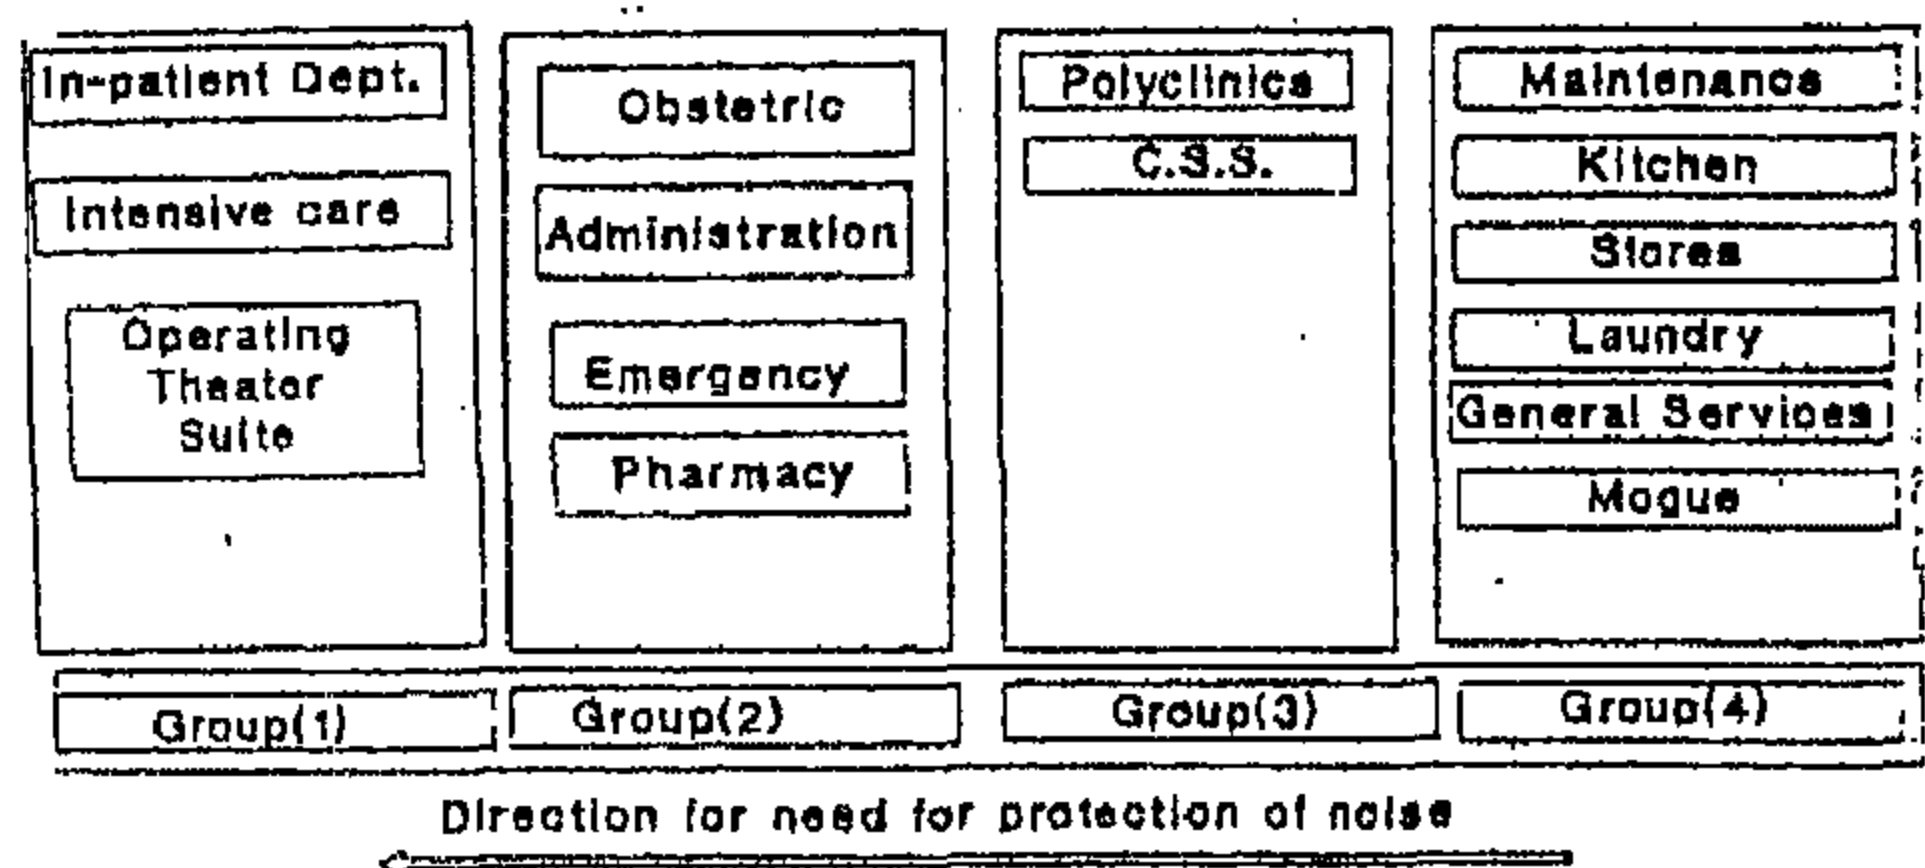 In-patient Dept.
Intensive care
Operating
Theater
Suite
Obstetric
Administration
Emergency
Pharmacy
Polyclinics
C.S.S.
Maintenance
Kitchen
Stores
Laundry
General Services
Mogue
Group(1)
Group(2)
Group(3)
Group(4)
Direction for need for protection of noise